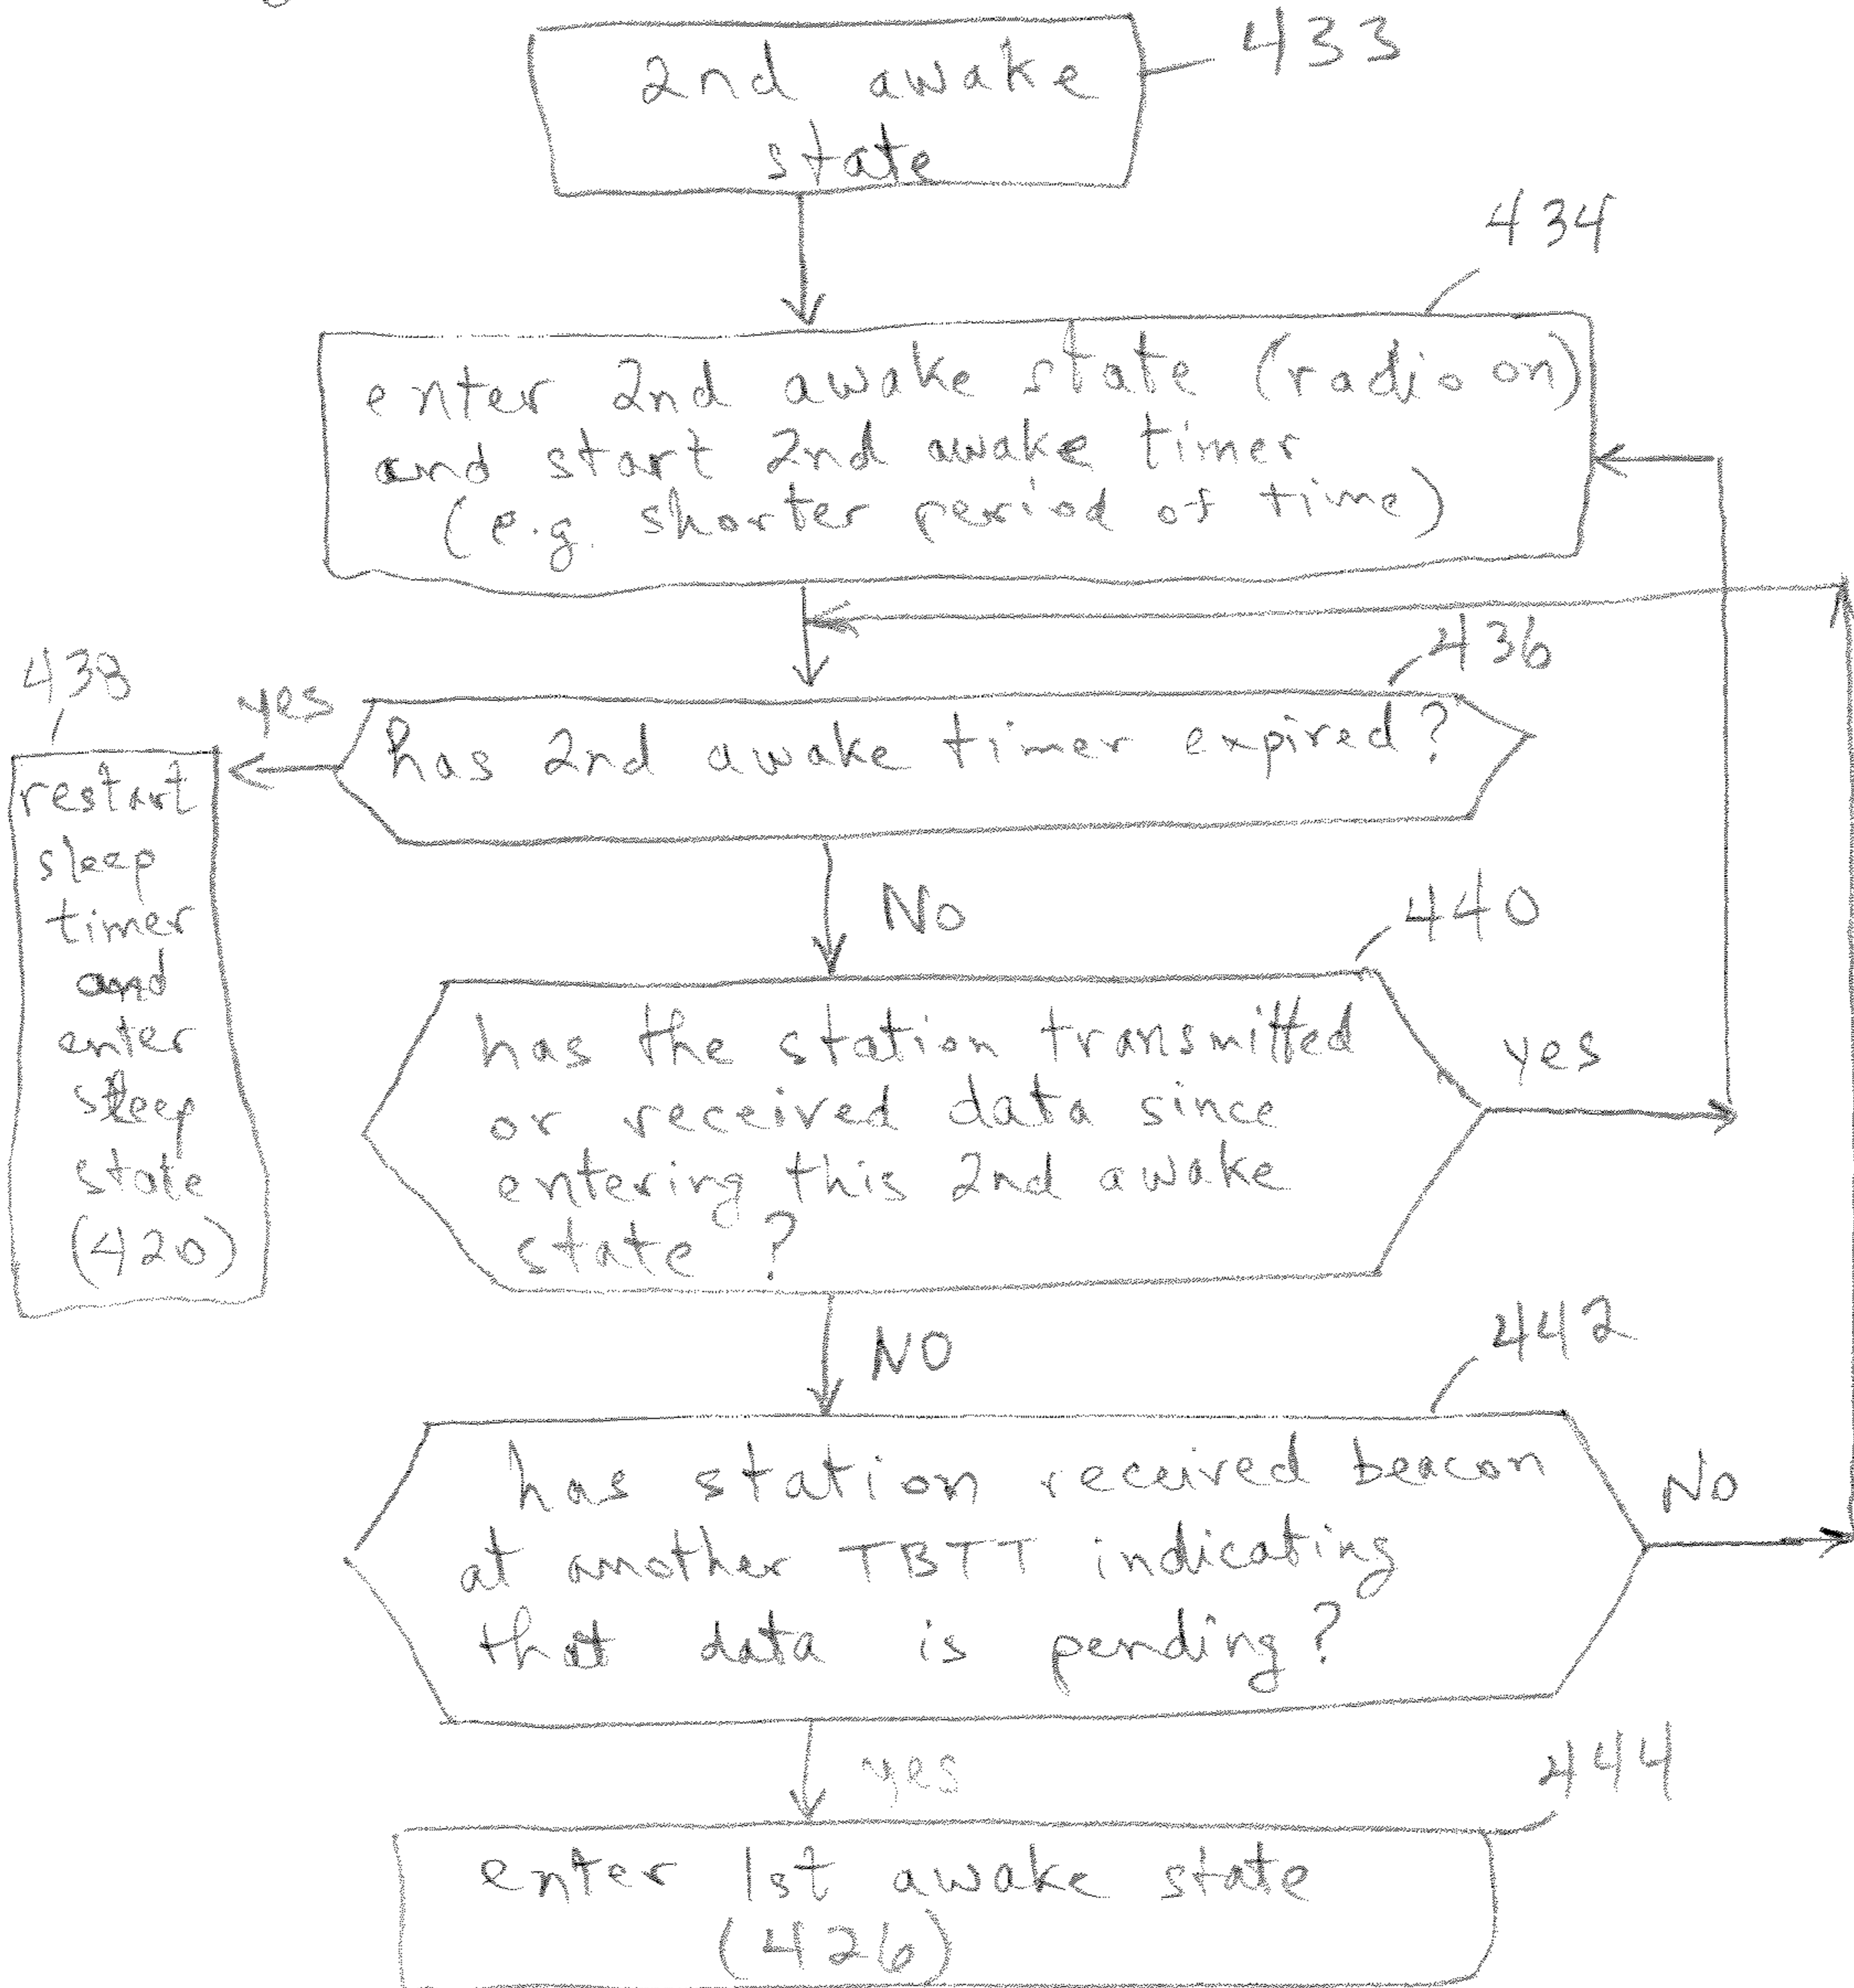 2nd awake
state
433
434
enter 2nd awake state (radio on)
and start 2nd awake timer
(e.g. shorter period of time)
436
438
yes
has 2nd awake timer expired?
restart
sleep
timer
and
enter
sleep
state
(420)
No
440
has the station transmitted
or received data since
entering this 2nd awake
state?
yes
NO
442
has station received beacon
at another TBTT indicating
that data is pending?
No
yes
444
enter 1st awake state
(426)